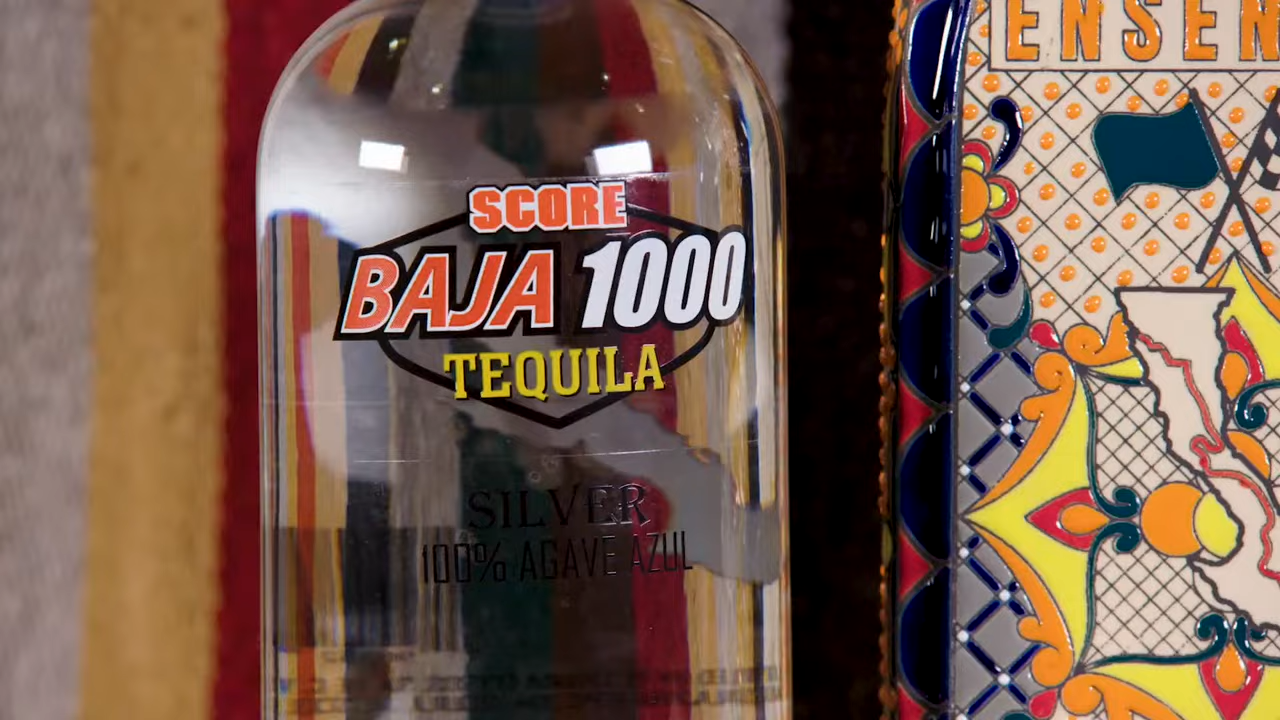 SCORE
BAJA 1000
TEQUILA
SILVER
100% AGAVE AZUL
ENSEN